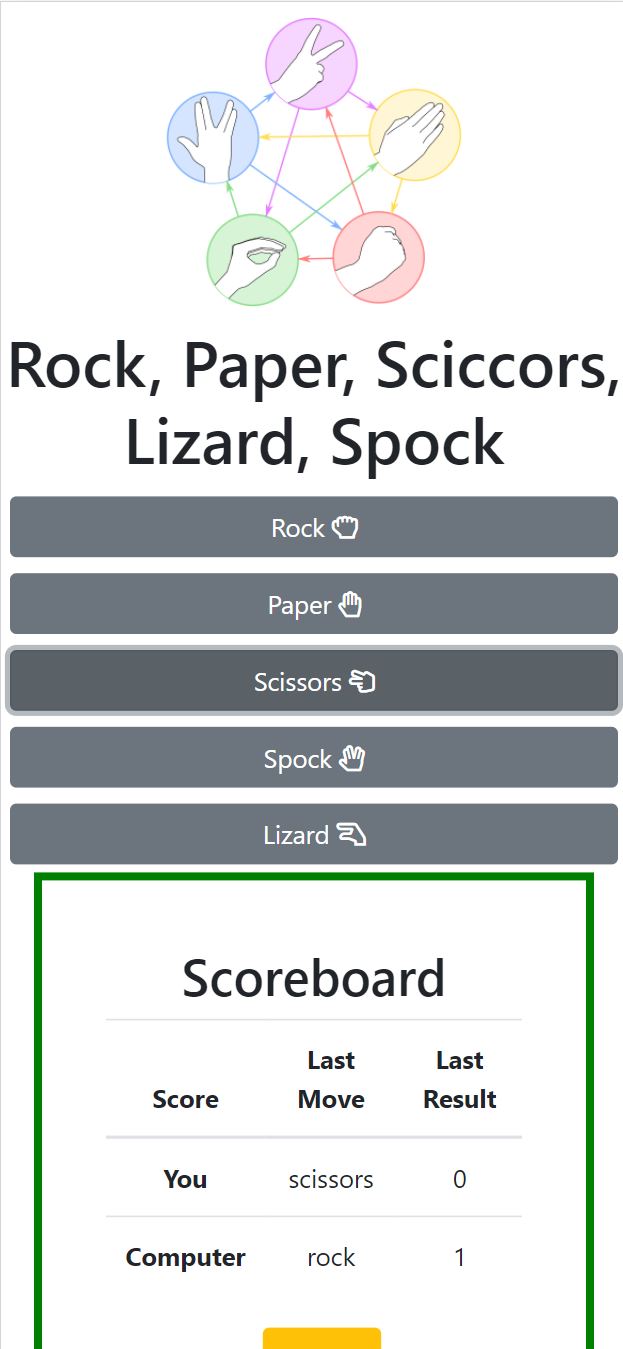 Rock, Paper, Sciccors,
Lizard, Spock
Rock
Paper
Scissors
Spock
Lizard
Scoreboard
Score Last Move Last Result
You scissors 0
Computer rock 1